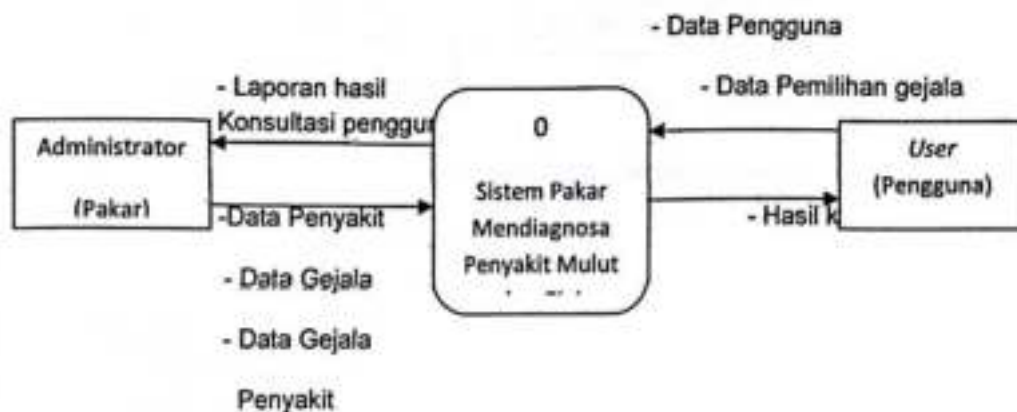 - Data Pengguna
- Data Pemilihan gejala
- Laporan hasil
Konsultasi penggun
0
Administrator
(Pakar)
User
(Pengguna)
Sistem Pakar
Mendiagnosa
Penyakit Mulut
-Data Penyakit
- Hasil k
- Data Gejala
- Data Gejala
Penyakit